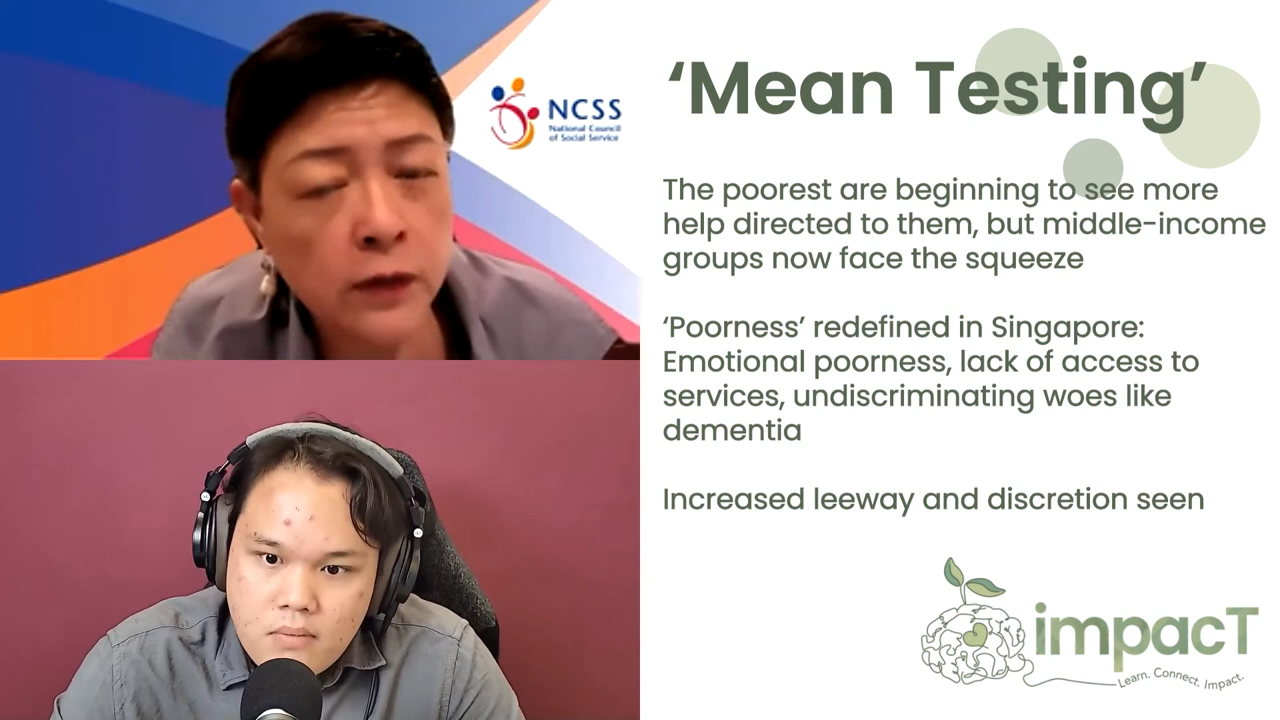 NCSS
National Council
of Social Service
‘Mean Testing’
The poorest are beginning to see more
help directed to them, but middle-income
groups now face the squeeze
‘Poorness’ redefined in Singapore:
Emotional poorness, lack of access to
services, undiscriminating woes like
dementia
Increased leeway and discretion seen
impacT
Learn. Connect. Impact.